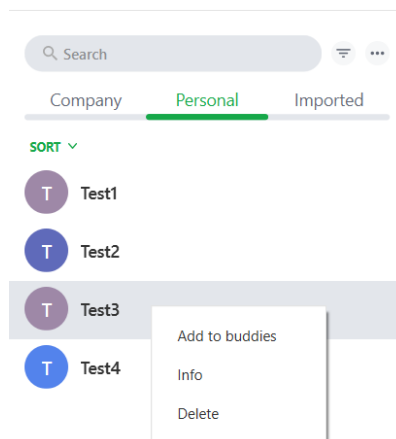 Search
Company Personal Imported
SORT
T Test1
T Test2
T Test3
Add to buddies
T Test4
Info
Delete